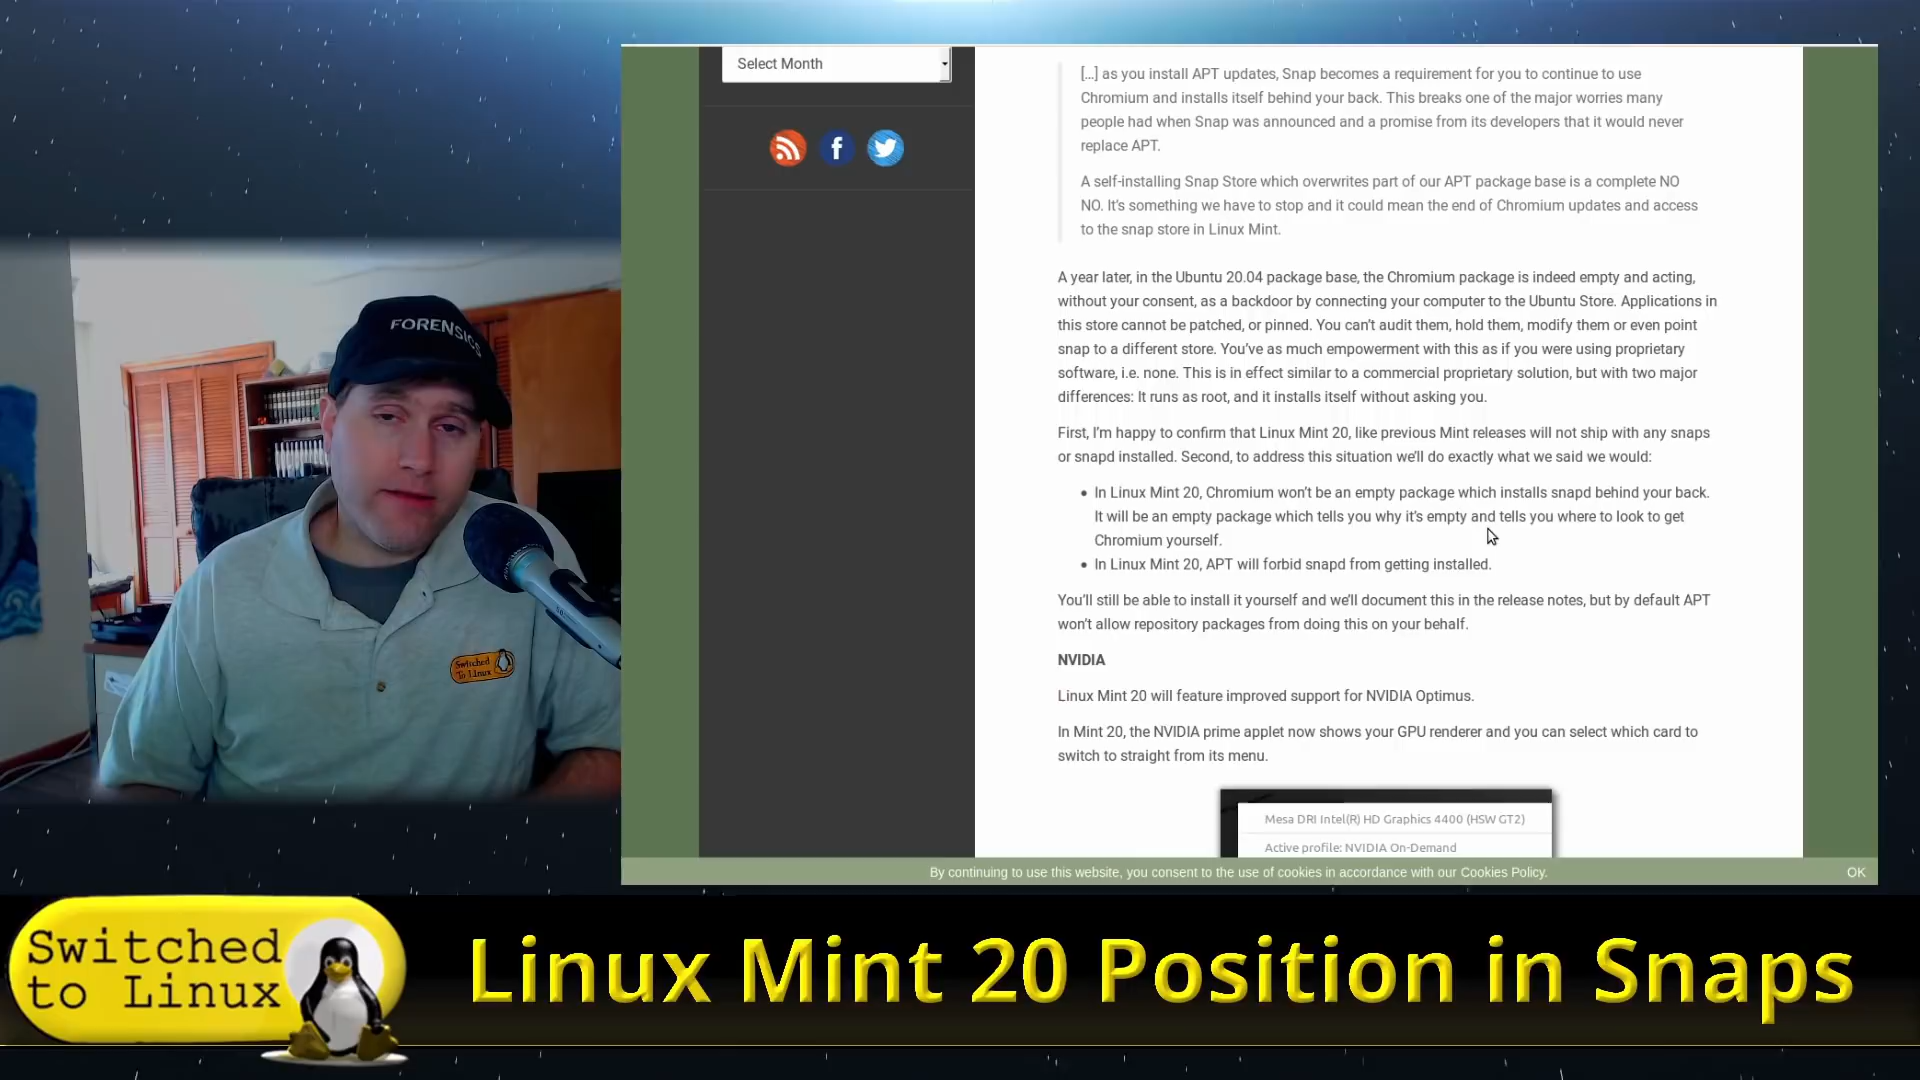 Select Month
[...] as you install APT updates, Snap becomes a requirement for you to continue to use
Chromium and installs itself behind your back. This breaks one of the major worries many
people had when Snap was announced and a promise from its developers that it would never
replace APT.
A self-installing Snap Store which overwrites part of our APT package base is a complete NO
NO. It's something we have to stop and it could mean the end of Chromium updates and access
to the snap store in Linux Mint.
A year later, in the Ubuntu 20.04 package base, the Chromium package is indeed empty and acting,
without your consent, as a backdoor by connecting your computer to the Ubuntu Store. Applications in
this store cannot be patched, or pinned. You can't audit them, hold them, modify them or even point
snap to a different store. You've as much empowerment with this as if you were using proprietary
software, i.e. none. This is in effect similar to a commercial proprietary solution, but with two major
differences: It runs as root, and it installs itself without asking you.
First, I'm happy to confirm that Linux Mint 20, like previous Mint releases will not ship with any snaps
or snapd installed. Second, to address this situation we'll do exactly what we said we would:
• In Linux Mint 20, Chromium won't be an empty package which installs snapd behind your back.
It will be an empty package which tells you why it's empty and tells you where to look to get
Chromium yourself.
• In Linux Mint 20, APT will forbid snapd from getting installed.
You'll still be able to install it yourself and we'll document this in the release notes, but by default APT
won't allow repository packages from doing this on your behalf.
NVIDIA
Linux Mint 20 will feature improved support for NVIDIA Optimus.
In Mint 20, the NVIDIA prime applet now shows your GPU renderer and you can select which card to
switch to straight from its menu.
Mesa DRI Intel(R) HD Graphics 4400 (HSW GT2)
Active profile: NVIDIA On-Demand
By continuing to use this website, you consent to the use of cookies in accordance with our Cookies Policy.
OK
FORENSICS
Switched
To Linux
Switched
to Linux
Linux Mint 20 Position in Snaps